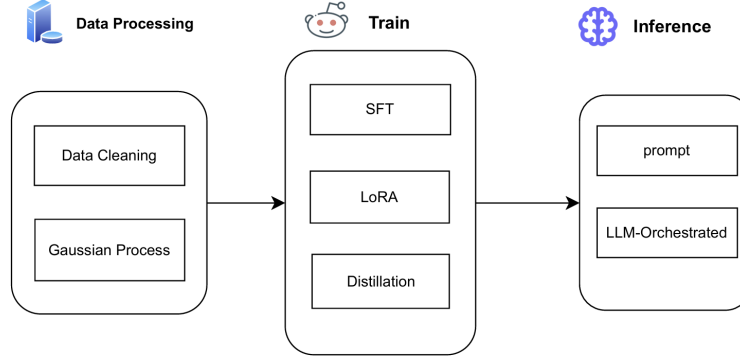 Data Processing
Train
Inference
Data Cleaning
Gaussian Process
SFT
LoRA
Distillation
prompt
LLM-Orchestrated